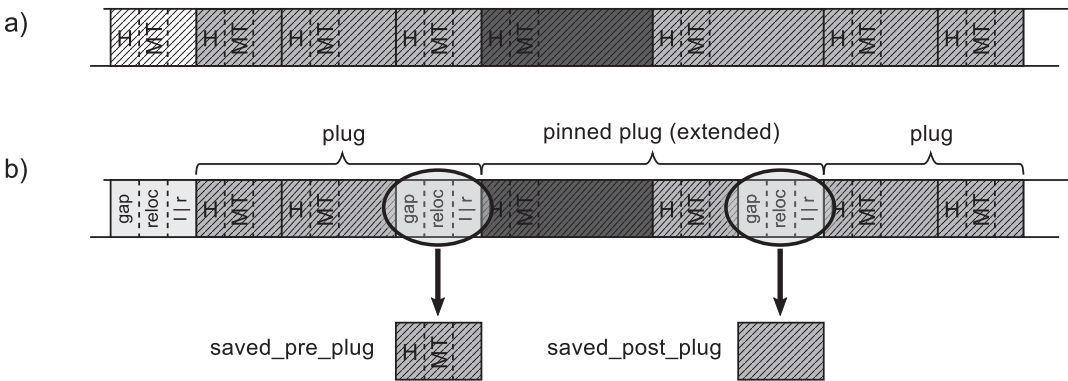 a) H MT H MT H MT H MT H MT H MT H MT H MT
plug pinned plug (extended) plug
b) gap reloc l|r H MT H MT gap reloc l|r H MT H MT gap reloc l|r H MT H MT
saved_pre_plug H MT saved_post_plug